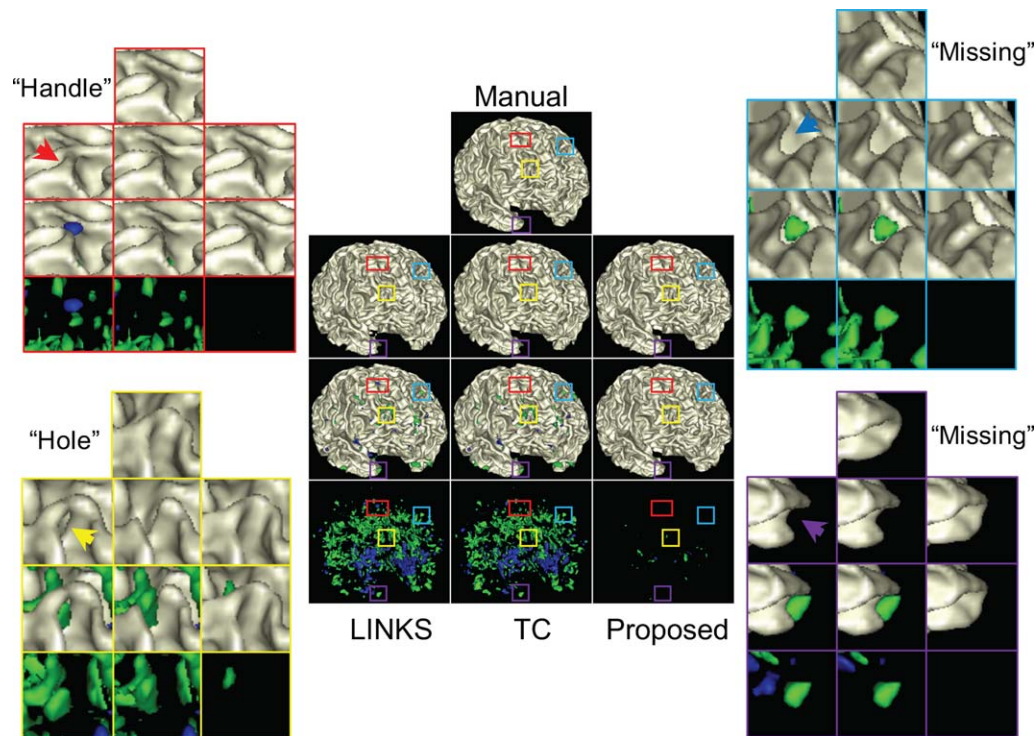 “Handle”
“Missing”
Manual
“Hole”
“Missing”
LINKS
TC
Proposed